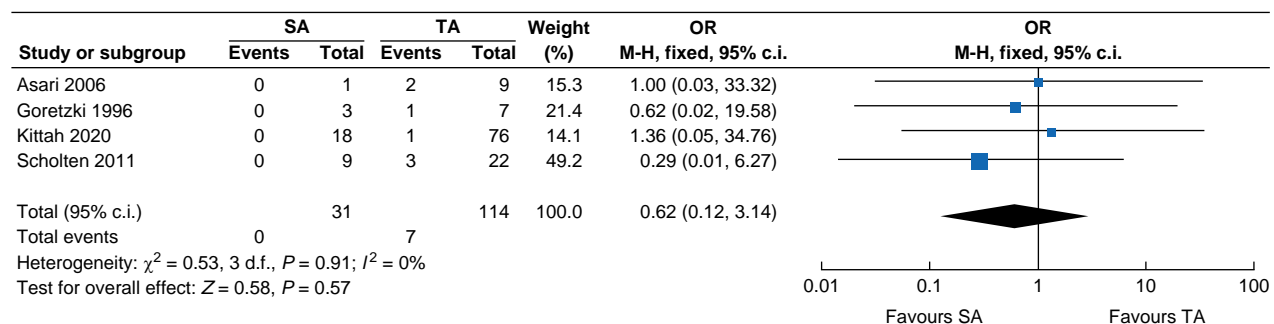 SA TA Weight OR OR
Study or subgroup Events Total Events Total (%) M-H, fixed, 95% c.i. M-H, fixed, 95% c.i.
Asari 2006 0 1 2 9 15.3 1.00 (0.03, 33.32)
Goretzki 1996 0 3 1 7 21.4 0.62 (0.02, 19.58)
Kittah 2020 0 18 1 76 14.1 1.36 (0.05, 34.76)
Scholten 2011 0 9 3 22 49.2 0.29 (0.01, 6.27)
Total (95% c.i.) 31 114 100.0 0.62 (0.12, 3.14)
Total events 0 7
Heterogeneity: χ² = 0.53, 3 d.f., P = 0.91; I² = 0%
Test for overall effect: Z = 0.58, P = 0.57
0.01 0.1 1 10 100
Favours SA Favours TA